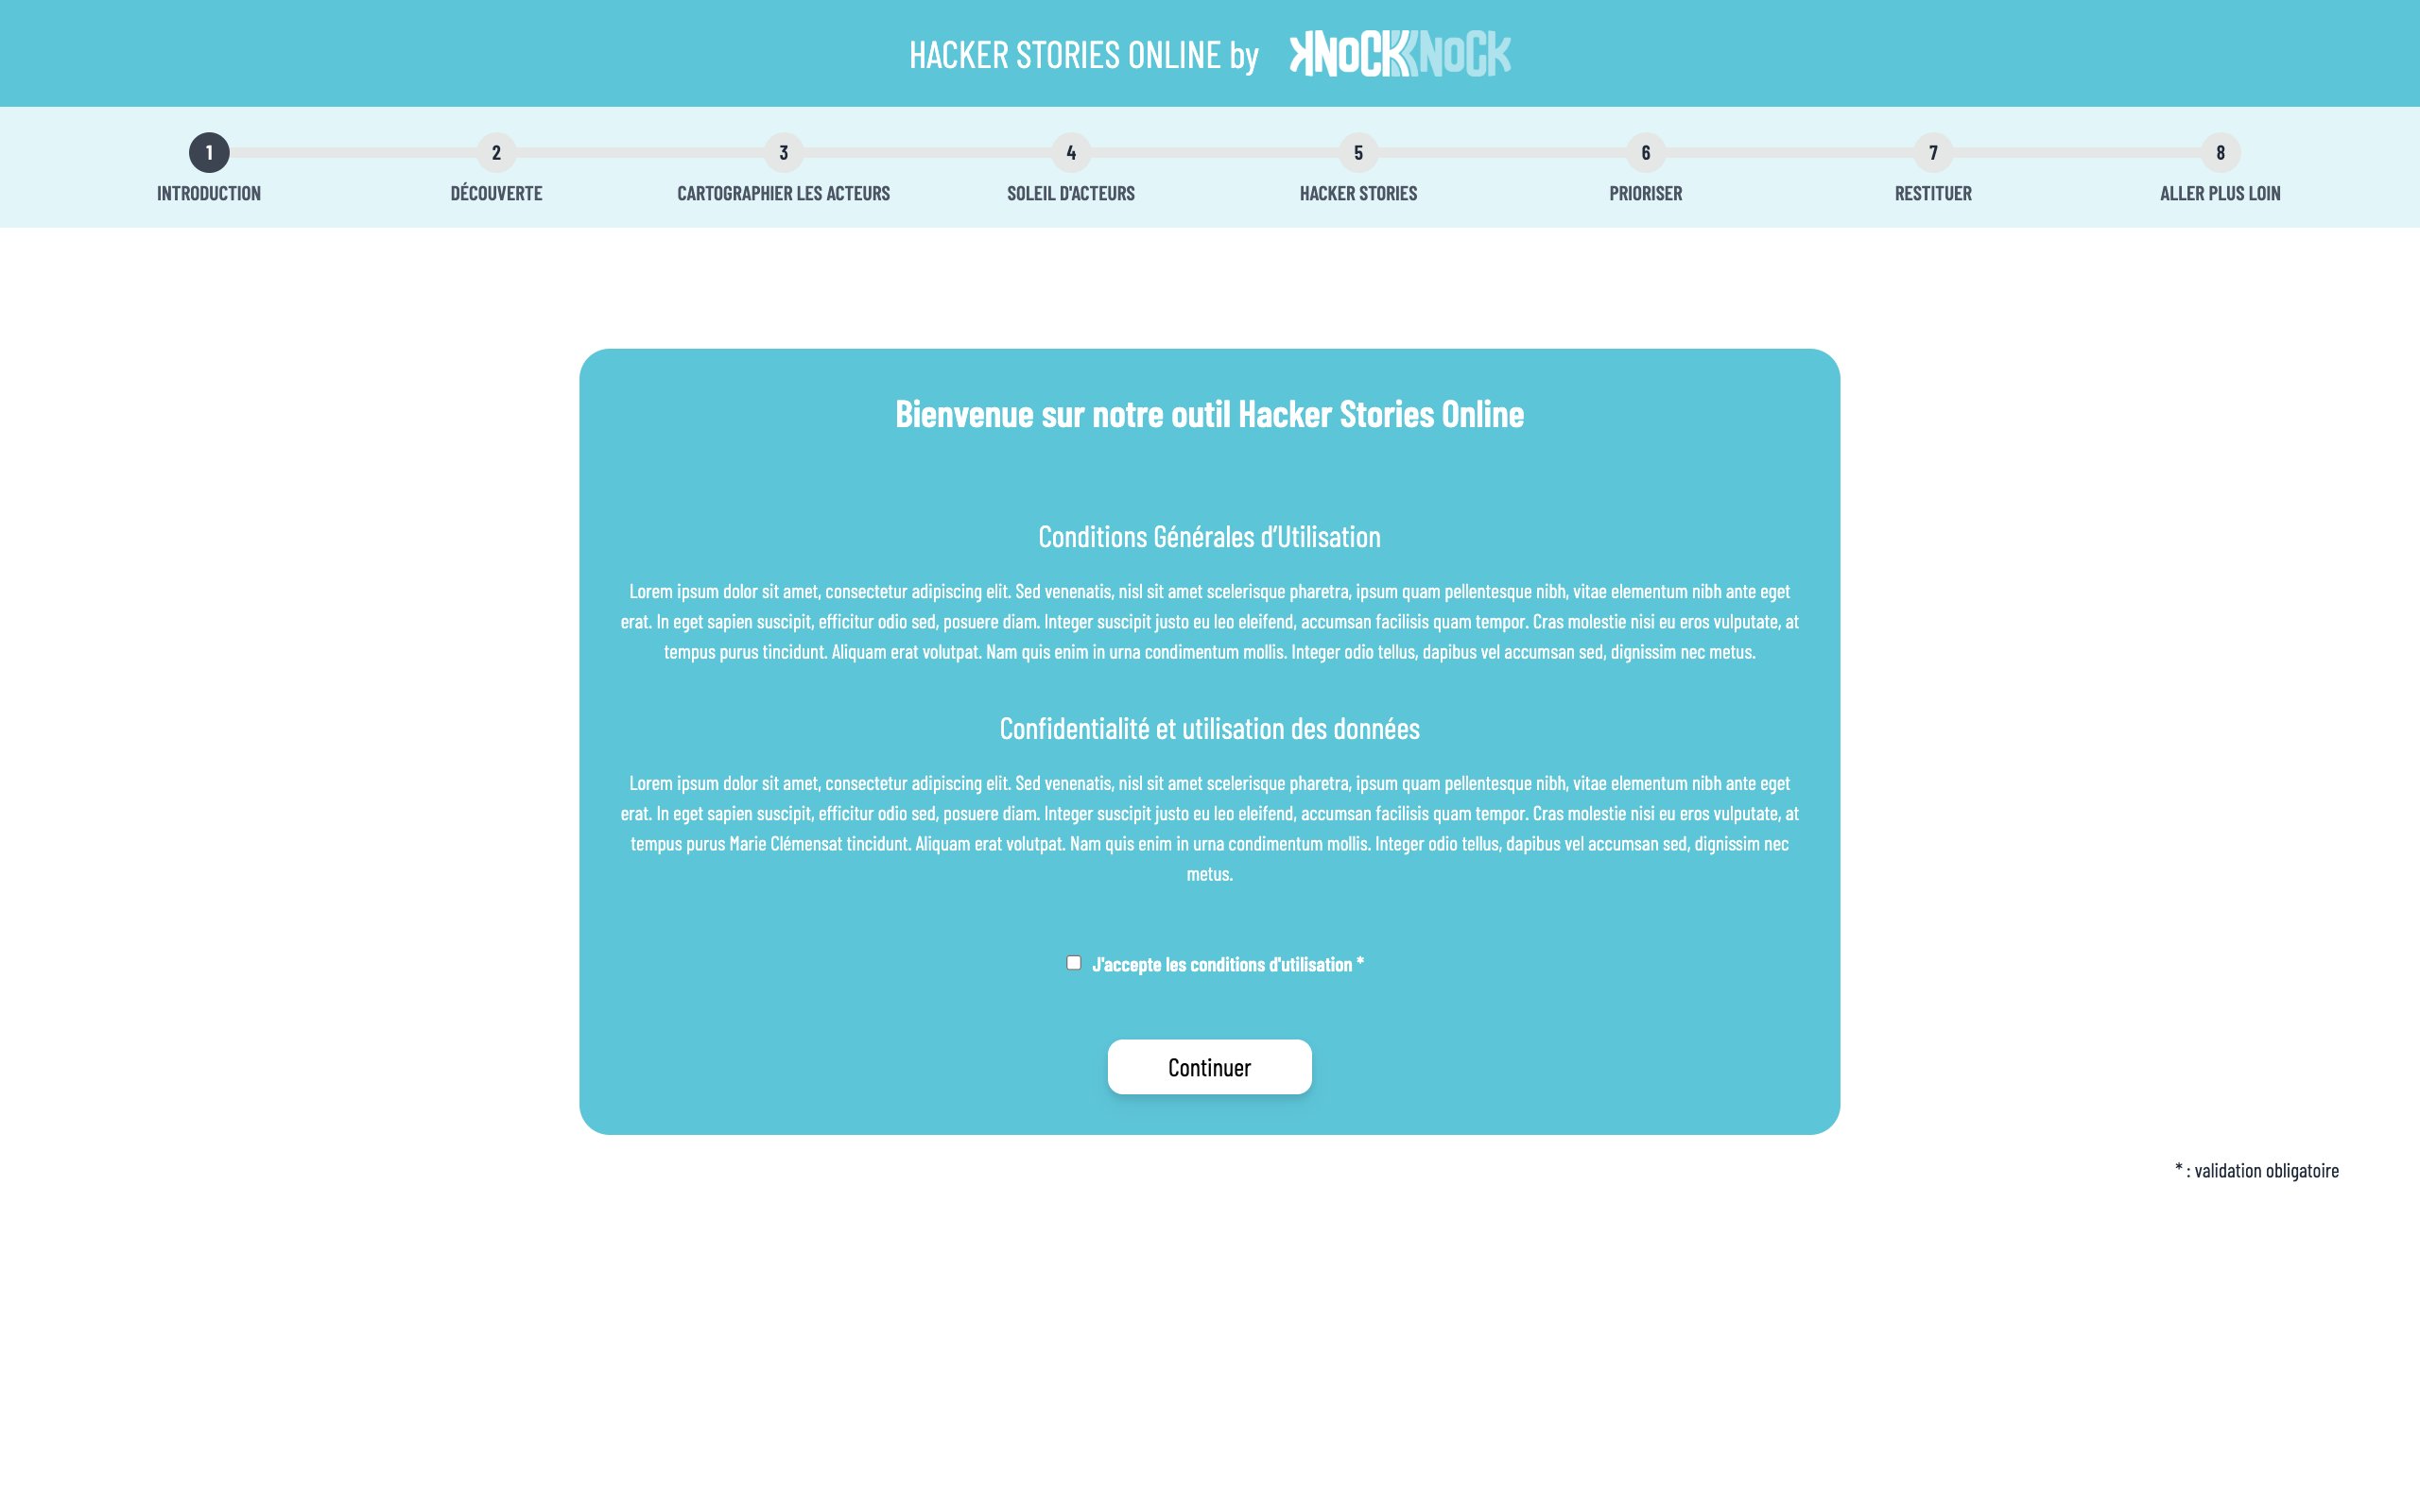 HACKER STORIES ONLINE by KNOCKKNOCK
1 2 3 4 5 6 7 8
INTRODUCTION DÉCOUVERTE CARTOGRAPHIER LES ACTEURS SOLEIL D'ACTEURS HACKER STORIES PRIORISER RESTITUER ALLER PLUS LOIN
Bienvenue sur notre outil Hacker Stories Online
Conditions Générales d’Utilisation
Lorem ipsum dolor sit amet, consectetur adipiscing elit. Sed venenatis, nisl sit amet scelerisque pharetra, ipsum quam pellentesque nibh, vitae elementum nibh ante eget
erat. In eget sapien suscipit, efficitur odio sed, posuere diam. Integer suscipit justo eu leo eleifend, accumsan facilisis quam tempor. Cras molestie nisi eu eros vulputate, at
tempus purus tincidunt. Aliquam erat volutpat. Nam quis enim in urna condimentum mollis. Integer odio tellus, dapibus vel accumsan sed, dignissim nec metus.
Confidentialité et utilisation des données
Lorem ipsum dolor sit amet, consectetur adipiscing elit. Sed venenatis, nisl sit amet scelerisque pharetra, ipsum quam pellentesque nibh, vitae elementum nibh ante eget
erat. In eget sapien suscipit, efficitur odio sed, posuere diam. Integer suscipit justo eu leo eleifend, accumsan facilisis quam tempor. Cras molestie nisi eu eros vulputate, at
tempus purus Marie Clémensat tincidunt. Aliquam erat volutpat. Nam quis enim in urna condimentum mollis. Integer odio tellus, dapibus vel accumsan sed, dignissim nec
metus.
J'accepte les conditions d'utilisation *
Continuer
* : validation obligatoire